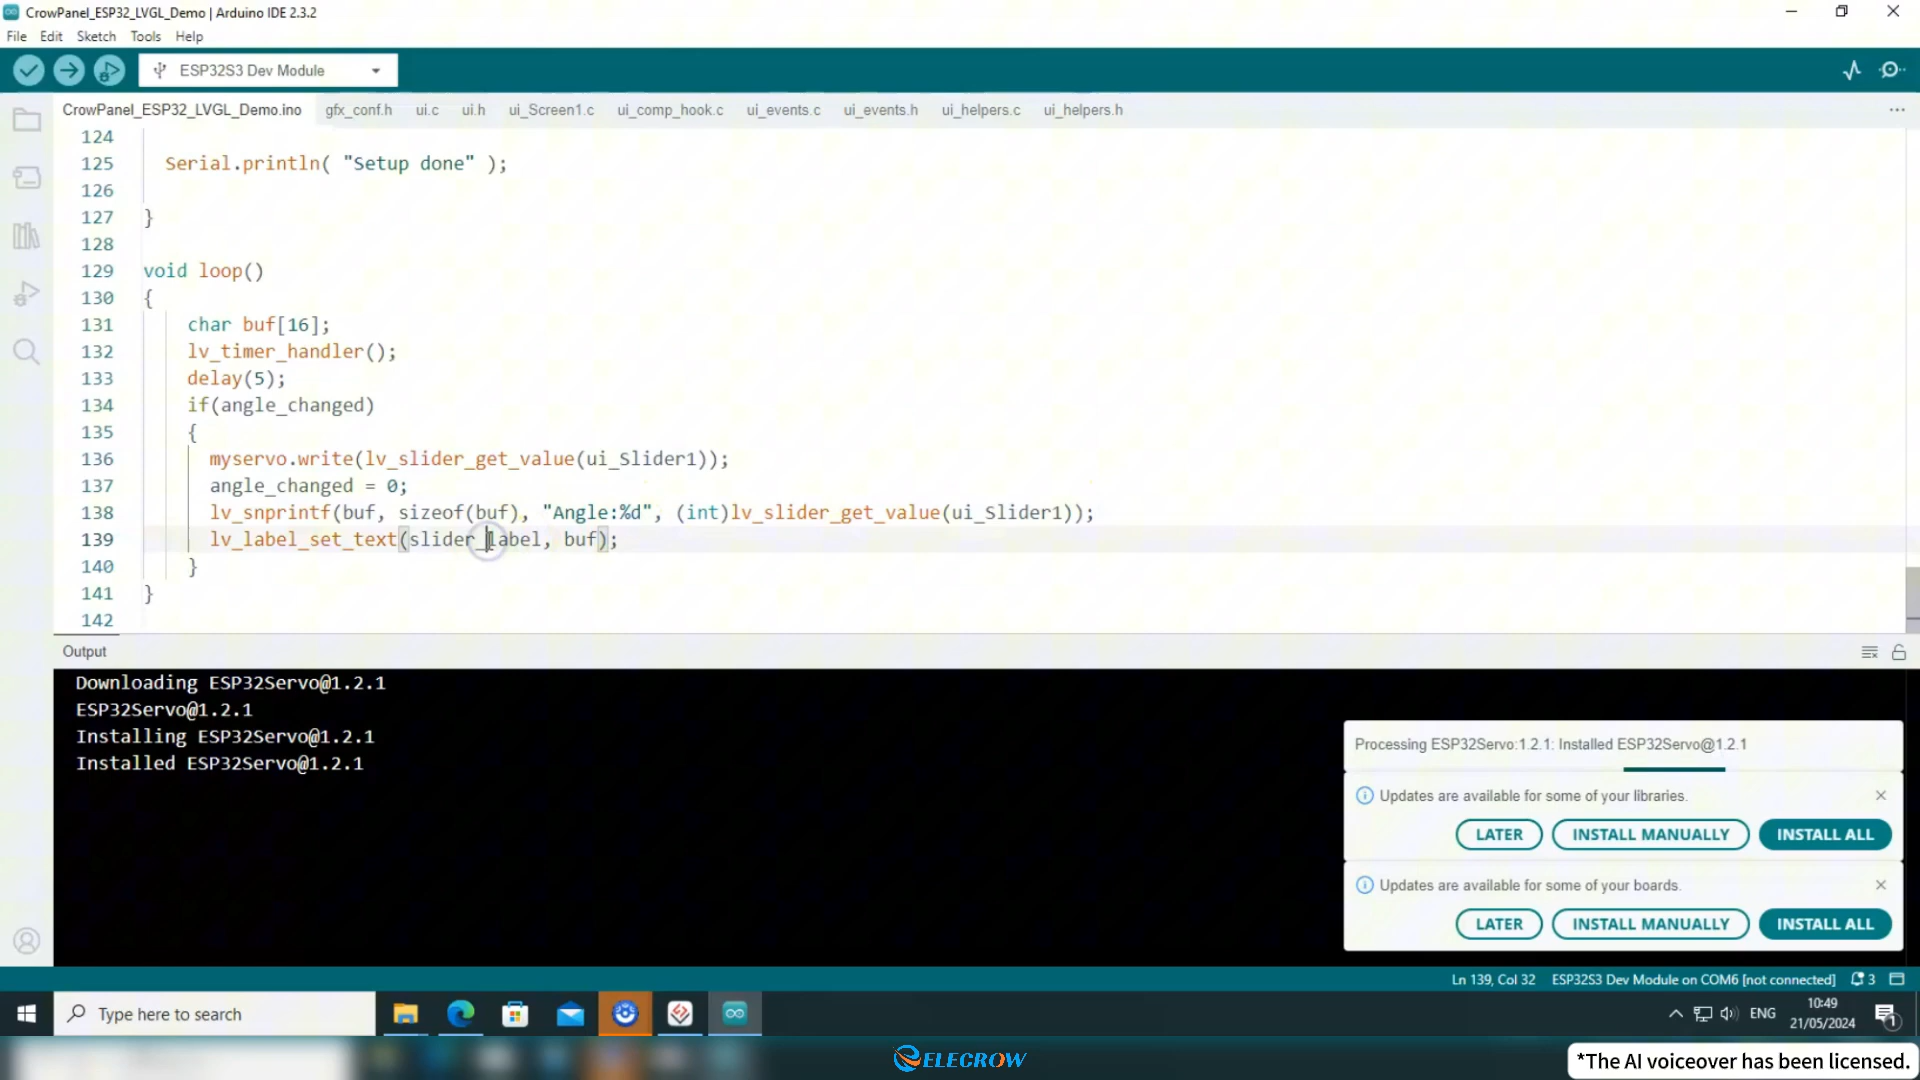 CrowPanel_ESP32_LVGL_Demo | Arduino IDE 2.3.2
File Edit Sketch Tools Help
ESP32S3 Dev Module
CrowPanel_ESP32_LVGL_Demo.ino gfx_conf.h ui.c ui.h ui_Screen1.c ui_comp_hook.c ui_events.c ui_events.h ui_helpers.c ui_helpers.h
124
125 Serial.println( "Setup done" );
126
127 }
128
129 void loop()
130 {
131 char buf[16];
132 lv_timer_handler();
133 delay(5);
134 if(angle_changed)
135 {
136 myservo.write(lv_slider_get_value(ui_Slider1));
137 angle_changed = 0;
138 lv_snprintf(buf, sizeof(buf), "Angle:%d", (int)lv_slider_get_value(ui_Slider1));
139 lv_label_set_text(slider_label, buf);
140 }
141 }
142
Output
Downloading ESP32Servo@1.2.1
ESP32Servo@1.2.1
Installing ESP32Servo@1.2.1
Installed ESP32Servo@1.2.1
Processing ESP32Servo:1.2.1: Installed ESP32Servo@1.2.1
Updates are available for some of your libraries.
LATER INSTALL MANUALLY INSTALL ALL
Updates are available for some of your boards.
LATER INSTALL MANUALLY INSTALL ALL
Ln 139, Col 32 ESP32S3 Dev Module on COM6 [not connected] 3
Type here to search
ENG
10:49
21/05/2024
1
ELECROW
*The AI voiceover has been licensed.